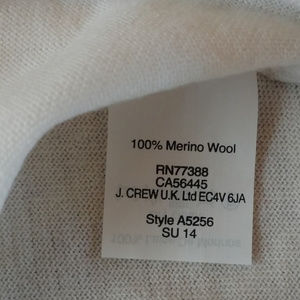 100% Merino Wool
RN77388
CA56445
J. CREW U.K. Ltd EC4V 6JA
Style A5256
SU 14